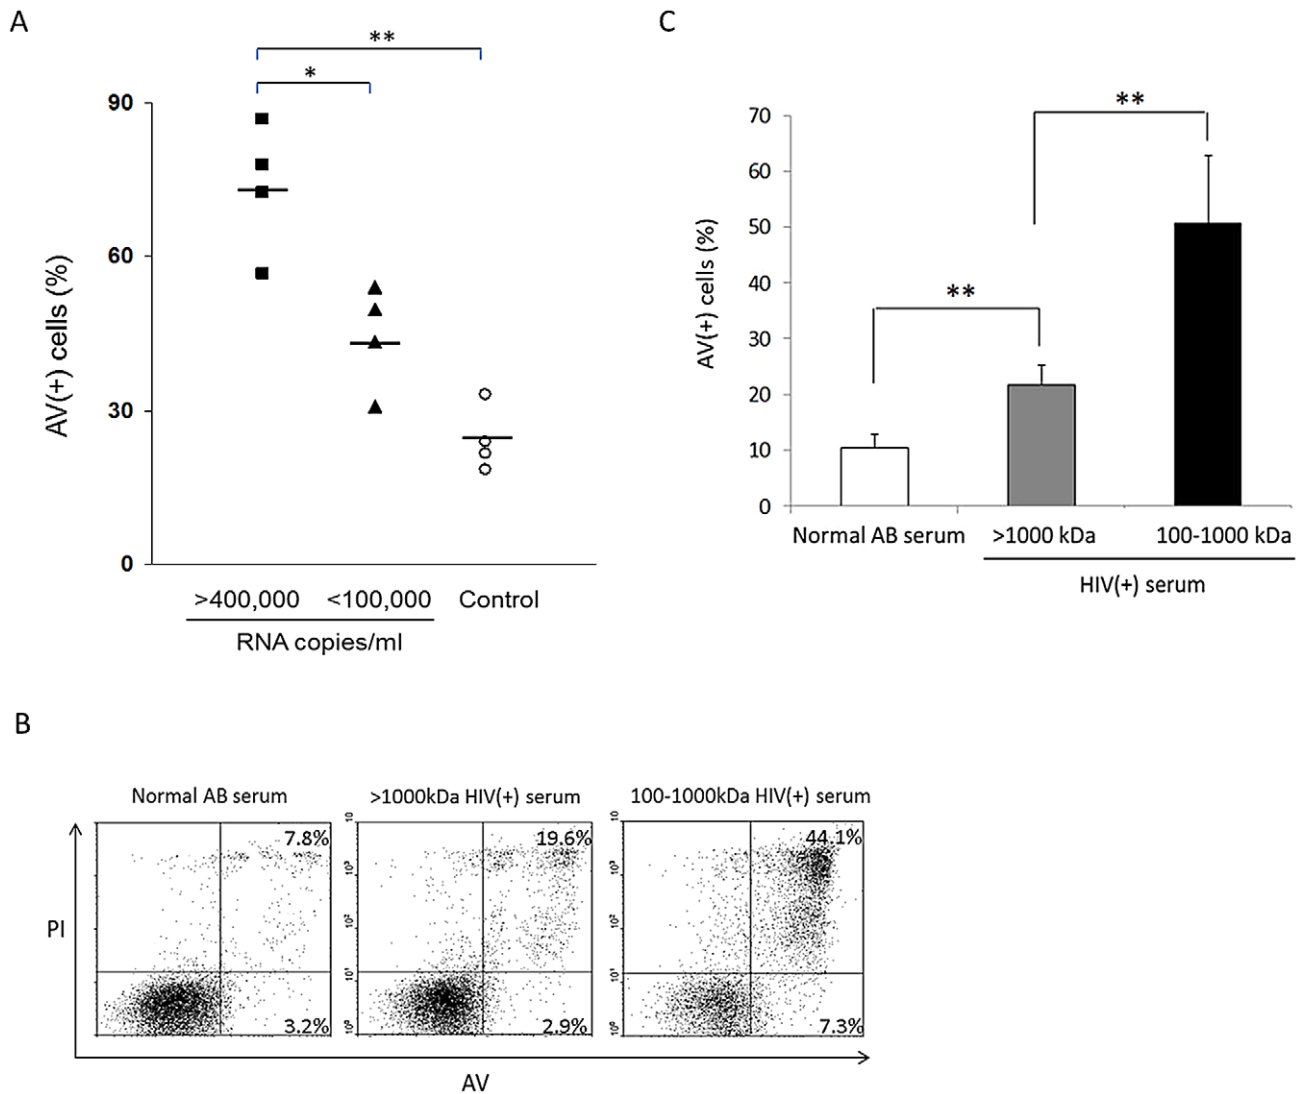 A
**
*
90
60
30
0
AV(+) cells (%)
>400,000 <100,000 Control
RNA copies/ml
C
**
**
70
60
50
40
30
20
10
0
AV(+) cells (%)
Normal AB serum >1000 kDa 100-1000 kDa
HIV(+) serum
B
Normal AB serum >1000kDa HIV(+) serum 100-1000kDa HIV(+) serum
7.8% 19.6% 44.1%
PI
3.2% 2.9% 7.3%
AV